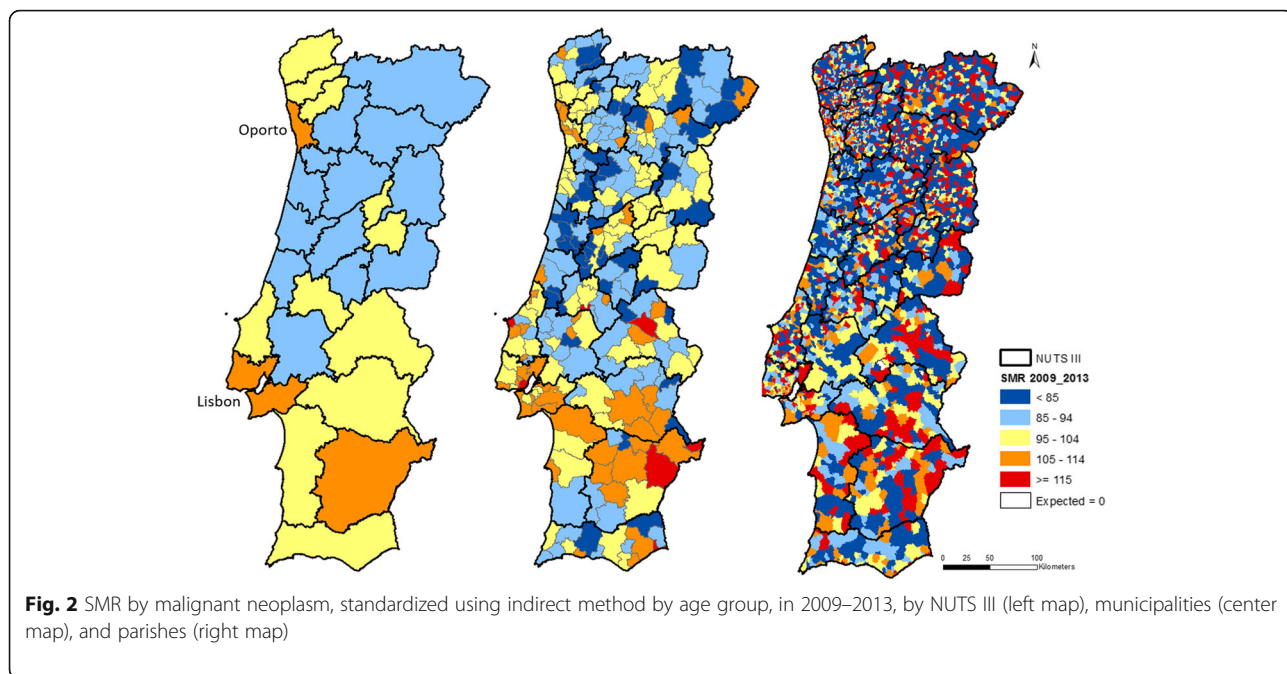 Oporto
Lisbon
N
NUTS III
SMR 2009_2013
< 85
85 - 94
95 - 104
105 - 114
>= 115
Expected = 0
0 25 50 100
Kilometers
Fig. 2 SMR by malignant neoplasm, standardized using indirect method by age group, in 2009–2013, by NUTS III (left map), municipalities (center
map), and parishes (right map)